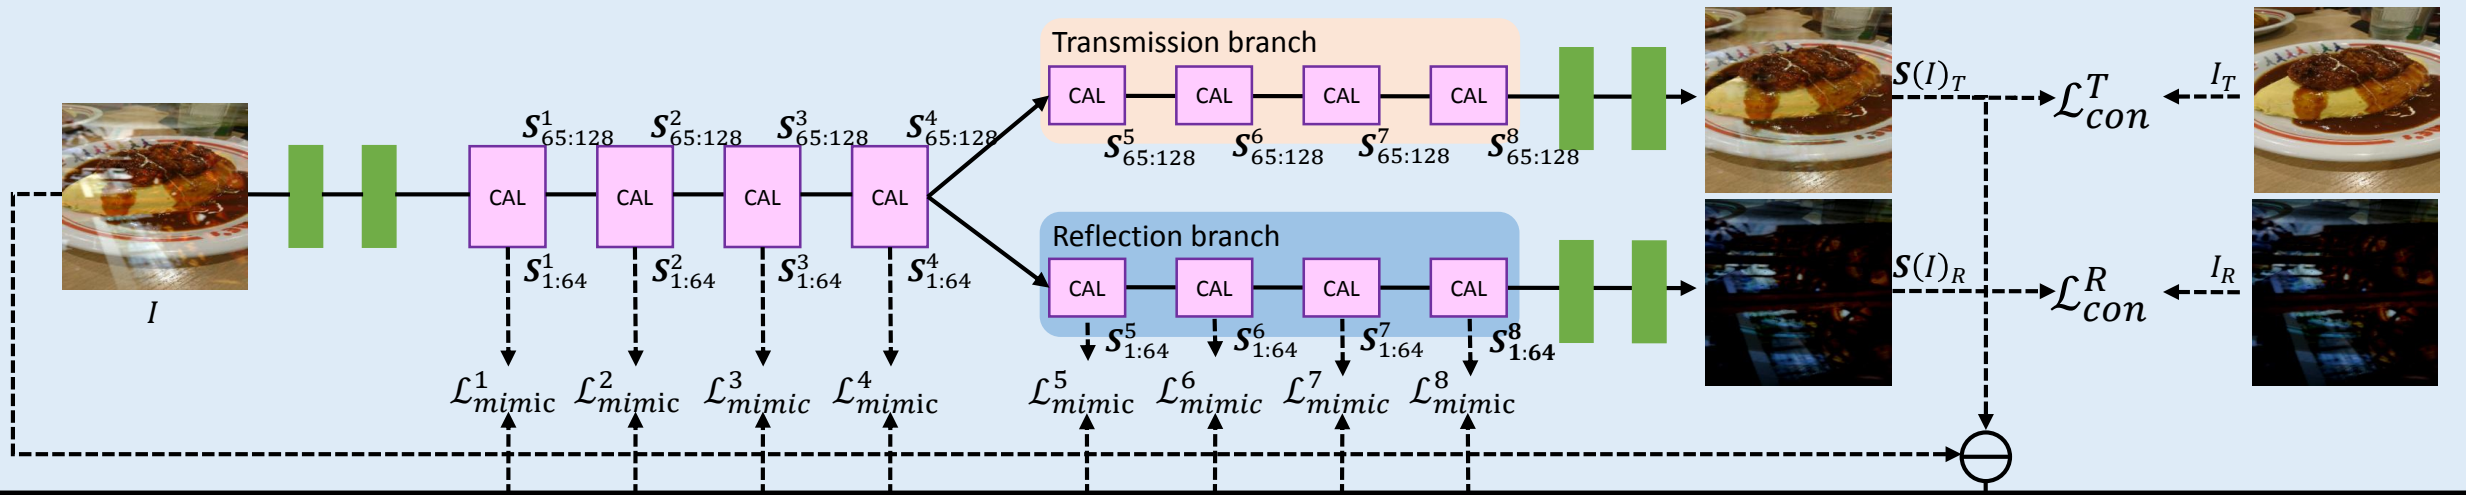 Transmission branch
CAL CAL CAL CAL
S^5_{65:128} S^6_{65:128} S^7_{65:128} S^8_{65:128}
S(I)_T
L^T_{con}
I_T
S^1_{65:128} S^2_{65:128} S^3_{65:128} S^4_{65:128}
CAL CAL CAL CAL
S^1_{1:64} S^2_{1:64} S^3_{1:64} S^4_{1:64}
I
Reflection branch
CAL CAL CAL CAL
S^5_{1:64} S^6_{1:64} S^7_{1:64} S^8_{1:64}
S(I)_R
L^R_{con}
I_R
L^1_{mimic} L^2_{mimic} L^3_{mimic} L^4_{mimic} L^5_{mimic} L^6_{mimic} L^7_{mimic} L^8_{mimic}